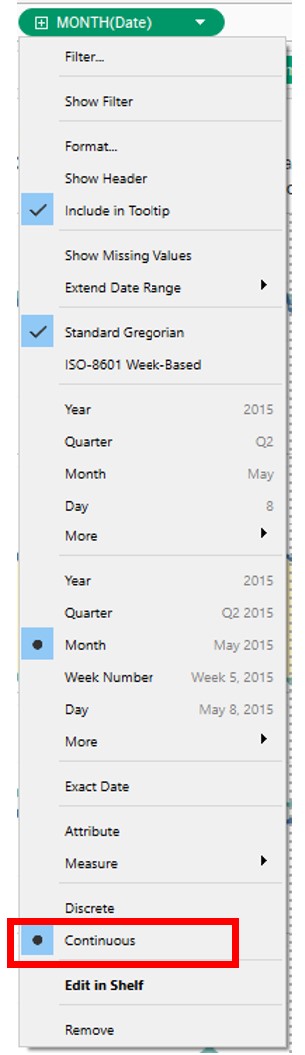 MONTH(Date)
Filter...
Show Filter
Format...
Show Header
Include in Tooltip
Show Missing Values
Extend Date Range
Standard Gregorian
ISO-8601 Week-Based
Year 2015
Quarter Q2
Month May
Day 8
More
Year 2015
Quarter Q2 2015
Month May 2015
Week Number Week 5, 2015
Day May 8, 2015
More
Exact Date
Attribute
Measure
Discrete
Continuous
Edit in Shelf
Remove